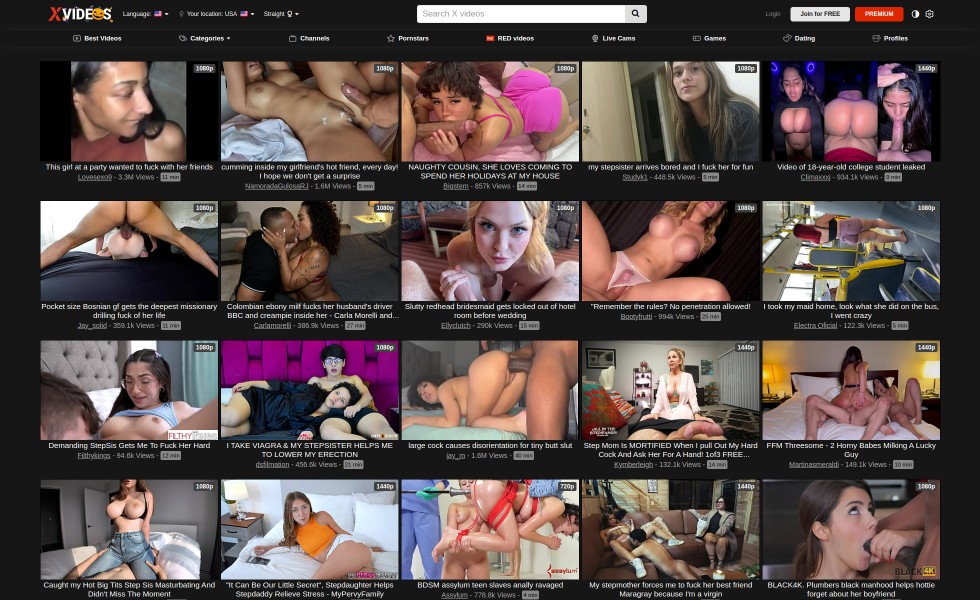 XVIDEOS
Language:
Your location: USA
Straight
Search X videos
Login
Join for FREE
PREMIUM
Best Videos
Categories
Channels
Pornstars
RED videos
Live Cams
Games
Dating
Profiles
1080p
This girl at a party wanted to fuck with her friends
Lovesexo9 - 3.3M Views - 11 min
1080p
cumming inside my girlfriend's hot friend, every day!
I hope we don't get a surprise
NamoradaGulosaRJ - 1.6M Views - 5 min
1080p
NAUGHTY COUSIN, SHE LOVES COMING TO
SPEND HER HOLIDAYS AT MY HOUSE
Bigstem - 857k Views - 14 min
1080p
my stepsister arrives bored and I fuck her for fun
Studyk1 - 448.5k Views - 5 min
1440p
Video of 18-year-old college student leaked
Climaxxxj - 934.1k Views - 9 min
1080p
Pocket size Bosnian gf gets the deepest missionary
drilling fuck of her life
Jay_solid - 359.1k Views - 11 min
1080p
Colombian ebony milf fucks her husband's driver
BBC and creampie inside her - Carla Morelli and...
Carlamorelli - 386.9k Views - 27 min
1080p
Slutty redhead bridesmaid gets locked out of hotel
room before wedding
Ellyclutch - 290k Views - 15 min
1080p
"Remember the rules? No penetration allowed!
Bootyfrutti - 994k Views - 25 min
1080p
I took my maid home, look what she did on the bus,
I went crazy
Electra Oficial - 122.3k Views - 5 min
1080p
Demanding StepSis Gets Me To Fuck Her Hard
Filthykings - 94.6k Views - 12 min
1080p
I TAKE VIAGRA & MY STEPSISTER HELPS ME
TO LOWER MY ERECTION
dsfilmation - 456.6k Views - 21 min
large cock causes disorientation for tiny butt slut
jay_m - 1.6M Views - 40 min
1440p
Step Mom Is MORTIFIED When I pull Out My Hard
Cock And Ask Her For A Hand! 1of3 FREE...
Kymberleigh - 132.1k Views - 14 min
1440p
FFM Threesome - 2 Horny Babes Milking A Lucky
Guy
Martinasmeraldi - 149.1k Views - 10 min
1080p
Caught my Hot Big Tits Step Sis Masturbating And
Didn't Miss The Moment
1440p
"It Can Be Our Little Secret", Stepdaughter Helps
Stepdaddy Relieve Stress - MyPervyFamily
720p
assylum
BDSM assylum teen slaves anally ravaged
Assylum - 778.8k Views - 4 min
1080p
My stepmother forces me to fuck her best friend
Maragray because I'm a virgin
1080p
BLACK 4K
BLACK4K. Plumbers black manhood helps hottie
forget about her boyfriend